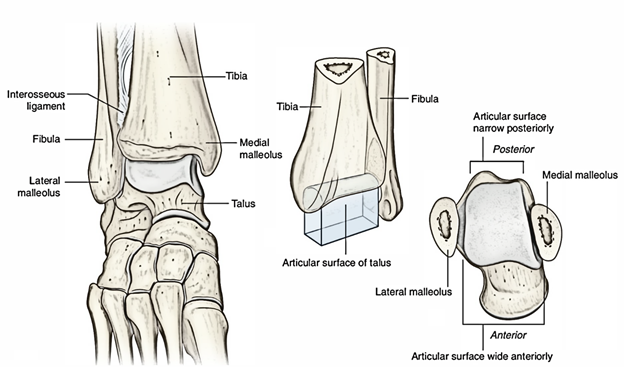 Tibia
Interosseous
ligament
Fibula
Medial
malleolus
Lateral
malleolus
Talus
Tibia
Fibula
Articular surface of talus
Articular surface
narrow posteriorly
Posterior
Medial malleolus
Lateral malleolus
Anterior
Articular surface wide anteriorly